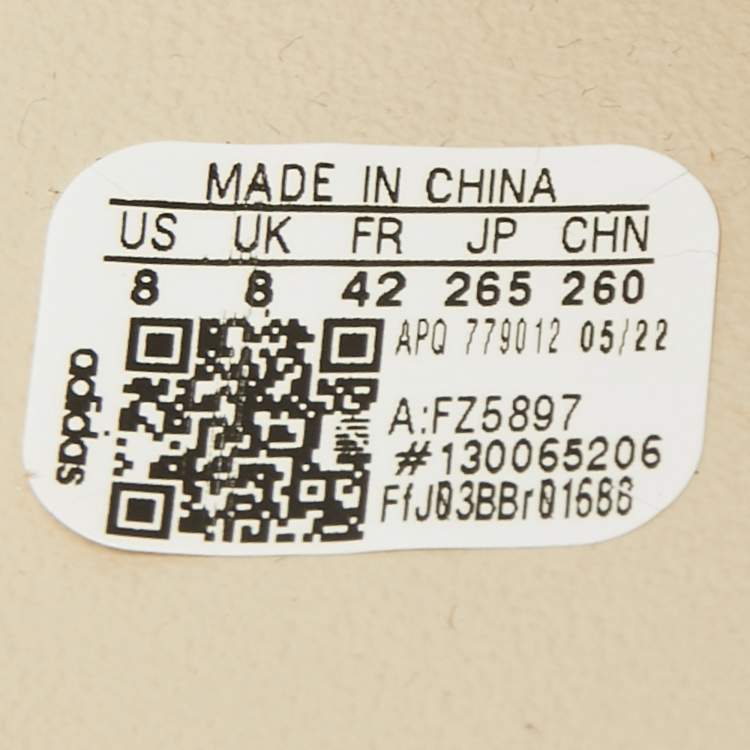 MADE IN CHINA
US UK FR JP CHN
8 8 42 265 260
APQ 779012 05/22
A:FZ5897
#130065206
adidas